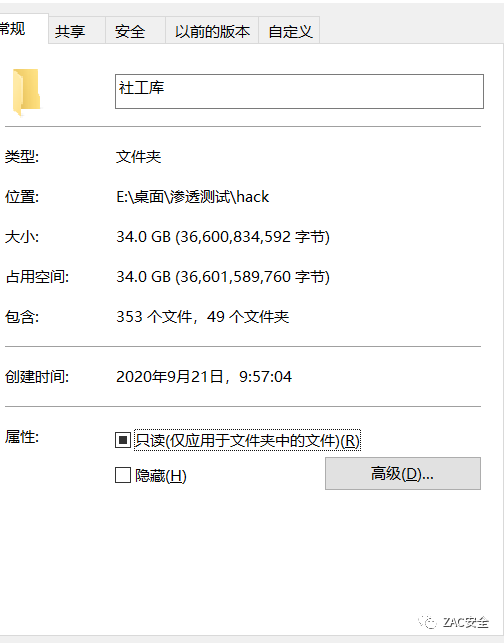 常规 共享 安全 以前的版本 自定义
社工库
类型: 文件夹
位置: E:\桌面\渗透测试\hack
大小: 34.0 GB (36,600,834,592 字节)
占用空间: 34.0 GB (36,601,589,760 字节)
包含: 353 个文件，49 个文件夹
创建时间: 2020年9月21日，9:57:04
属性: 只读(仅应用于文件夹中的文件)(R)
隐藏(H) 高级(D)...
ZAC安全